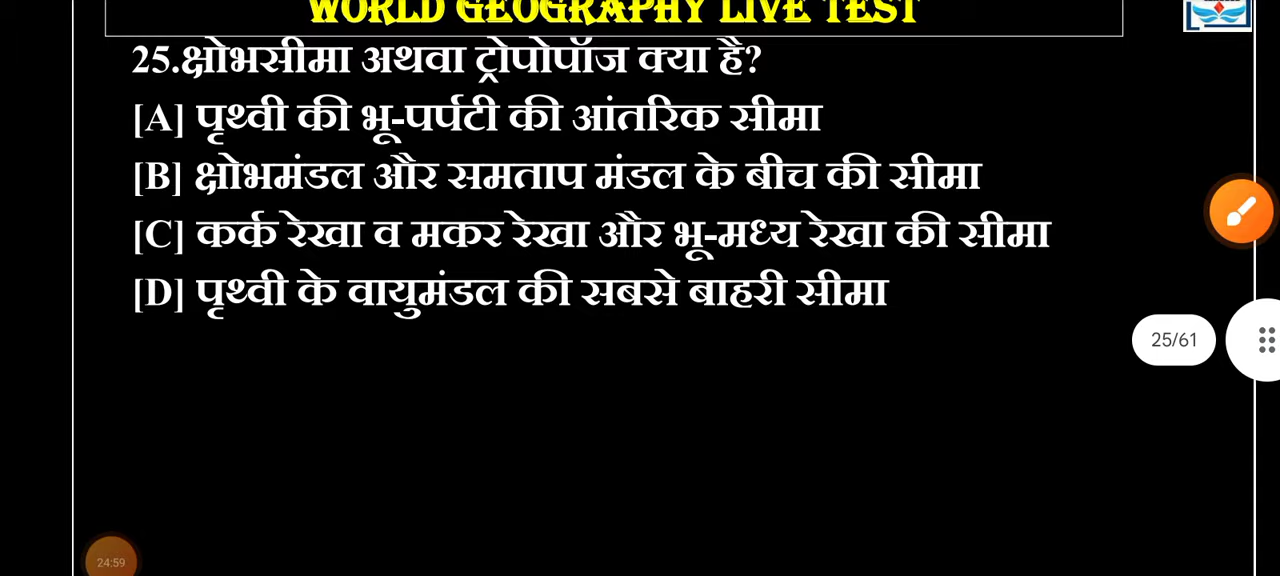 WORLD GEOGRAPHY LIVE TEST
25.क्षोभसीमा अथवा ट्रोपोपॉज क्या है?
[A] पृथ्वी की भू-पर्पटी की आंतरिक सीमा
[B] क्षोभमंडल और समताप मंडल के बीच की सीमा
[C] कर्क रेखा व मकर रेखा और भू-मध्य रेखा की सीमा
[D] पृथ्वी के वायुमंडल की सबसे बाहरी सीमा
25/61
24:59